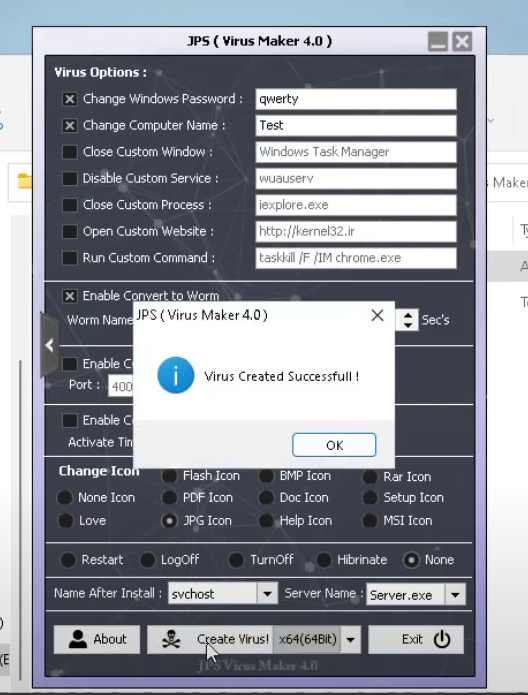 JPS ( Virus Maker 4.0 )
Virus Options :
Change Windows Password : qwerty
Change Computer Name : Test
Close Custom Window : Windows Task Manager
Disable Custom Service : wuauserv
Close Custom Process : iexplore.exe
Open Custom Website : http://kernel32.ir
Run Custom Command : taskkill /F /IM chrome.exe
Enable Convert to Worm
Worm Name Sec's
JPS ( Virus Maker 4.0 )
Virus Created Successfull !
OK
Enable
Port : 400
Enable
Activate
Change Icon Flash Icon BMP Icon Rar Icon
None Icon PDF Icon Doc Icon Setup Icon
Love JPG Icon Help Icon MSI Icon
Restart LogOff TurnOff Hibrinate None
Name After Install : svchost Server Name : Server.exe
About Create Virus! x64(64Bit) Exit
JPS Virus Maker 4.0